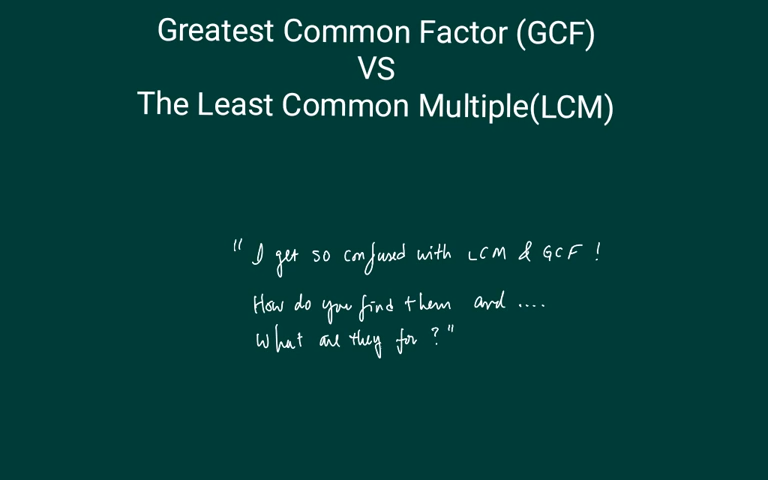 Greatest Common Factor (GCF)
VS
The Least Common Multiple(LCM)
"I get so confused with LCM & GCF !
How do you find them and ....
What are they for ?"